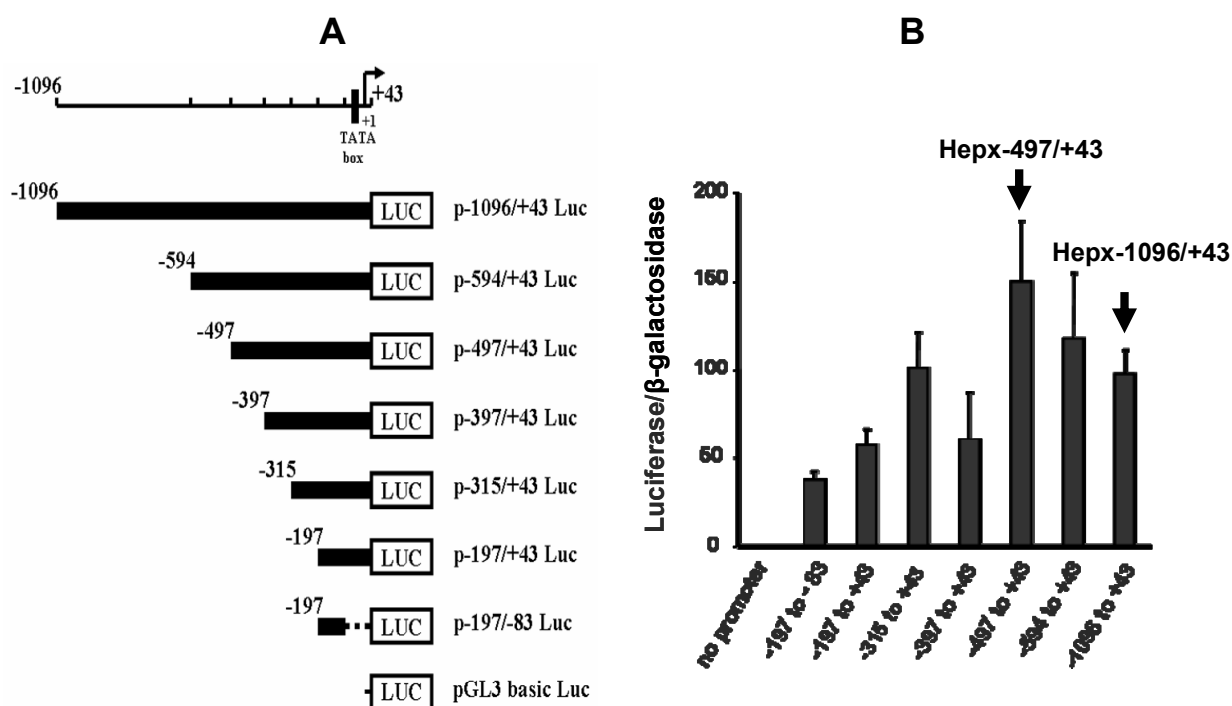 A
-1096
+43
+1
TATA
box
-1096
LUC
p-1096/+43 Luc
-594
LUC
p-594/+43 Luc
-497
LUC
p-497/+43 Luc
-397
LUC
p-397/+43 Luc
-315
LUC
p-315/+43 Luc
-197
LUC
p-197/+43 Luc
-197
LUC
p-197/-83 Luc
LUC
pGL3 basic Luc
B
Hepx-497/+43
Hepx-1096/+43
Luciferase/β-galactosidase
200
150
100
50
0
no promoter
-197 to - 83
-197 to +43
-315 to +43
-397 to +43
-497 to +43
-594 to +43
-1096 to +43